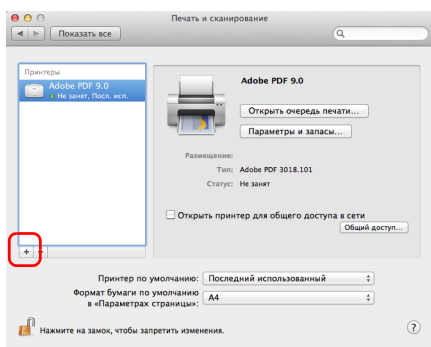 Печать и сканирование
Показать все
Принтеры
Adobe PDF 9.0
Не занят, Посл. исп.
Adobe PDF 9.0
Открыть очередь печати...
Параметры и запасы...
Размещение:
Тип: Adobe PDF 3018.101
Статус: Не занят
Открыть принтер для общего доступа в сети
Общий доступ...
+ −
Принтер по умолчанию: Последний использованный
Формат бумаги по умолчанию
в «Параметрах страницы»: A4
Нажмите на замок, чтобы запретить изменения.
?